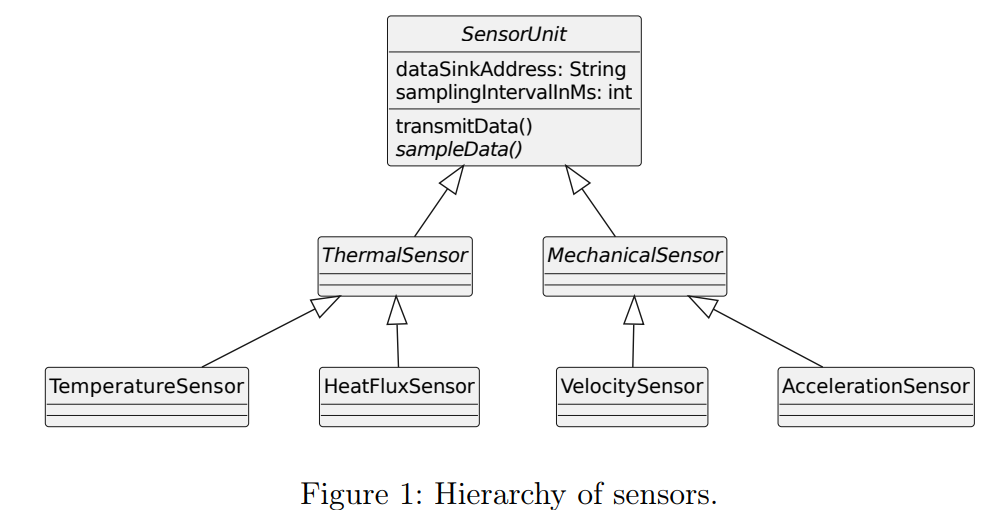 SensorUnit
dataSinkAddress: String
samplingIntervalInMs: int
transmitData()
sampleData()
ThermalSensor
MechanicalSensor
TemperatureSensor
HeatFluxSensor
VelocitySensor
AccelerationSensor
Figure 1: Hierarchy of sensors.